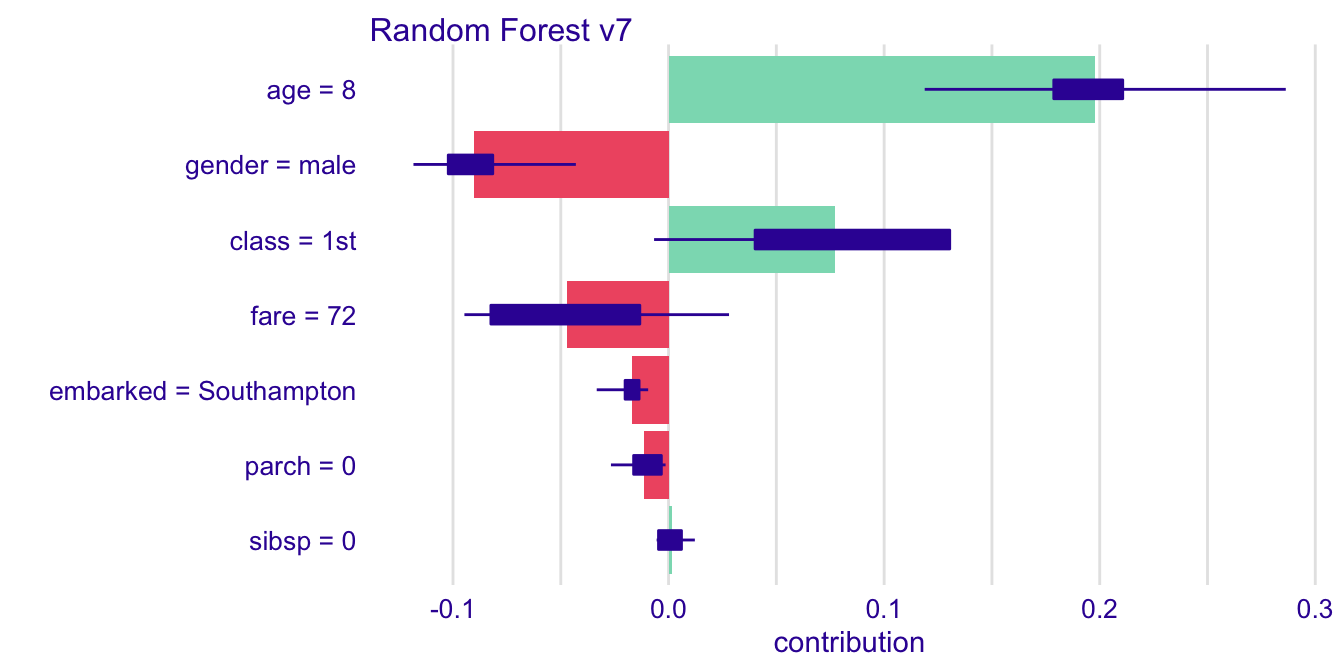 Random Forest v7
age = 8
gender = male
class = 1st
fare = 72
embarked = Southampton
parch = 0
sibsp = 0
-0.1 0.0 0.1 0.2 0.3
contribution